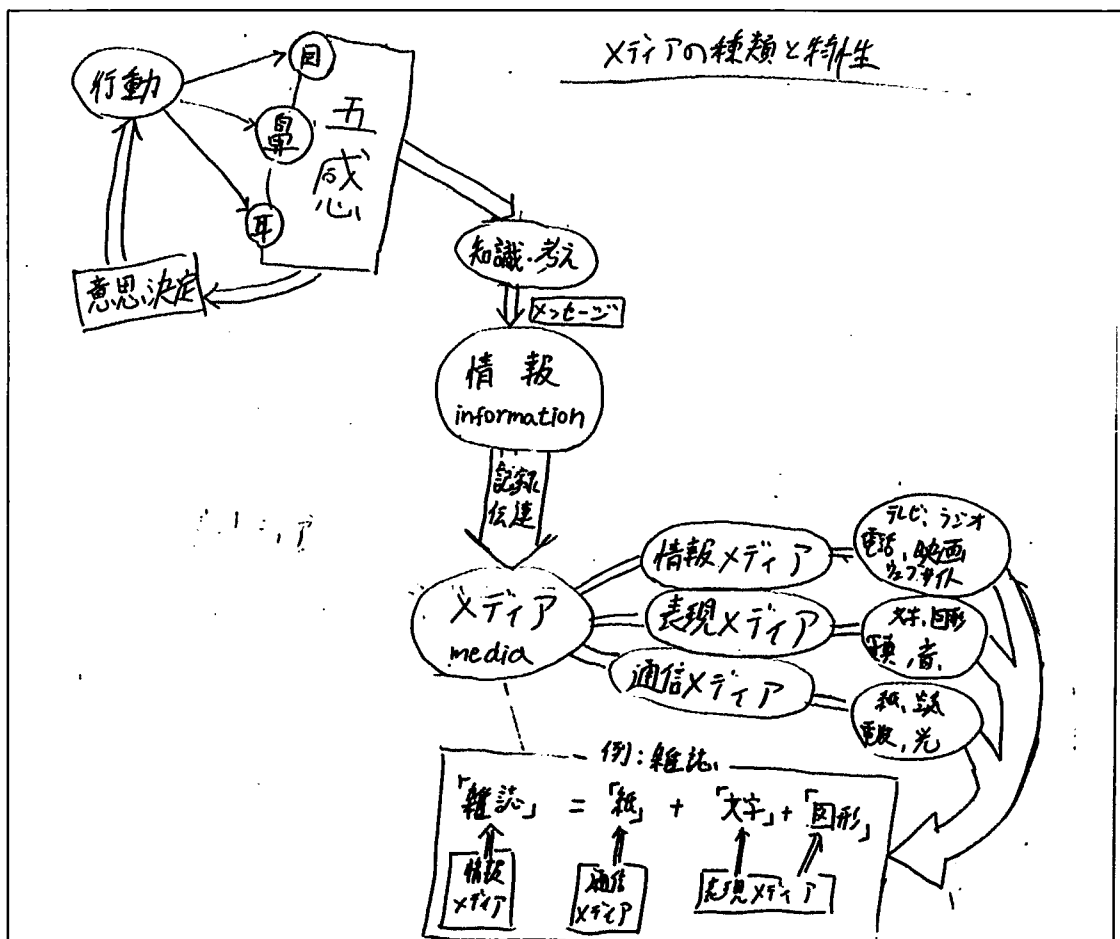 メディアの種類と特性
行動
目
鼻
耳
五感
意思決定
知識・考え
メッセージ
情報
information
記録
伝達
メディア
media
情報メディア
テレビ、ラジオ
電話、映画
ウェブサイト
表現メディア
文字、図形
音、
通信メディア
紙、
電波、光
例:雑誌
「雑誌」=「紙」+「文字」+「図形」
情報
メディア
通信
メディア
表現メディア